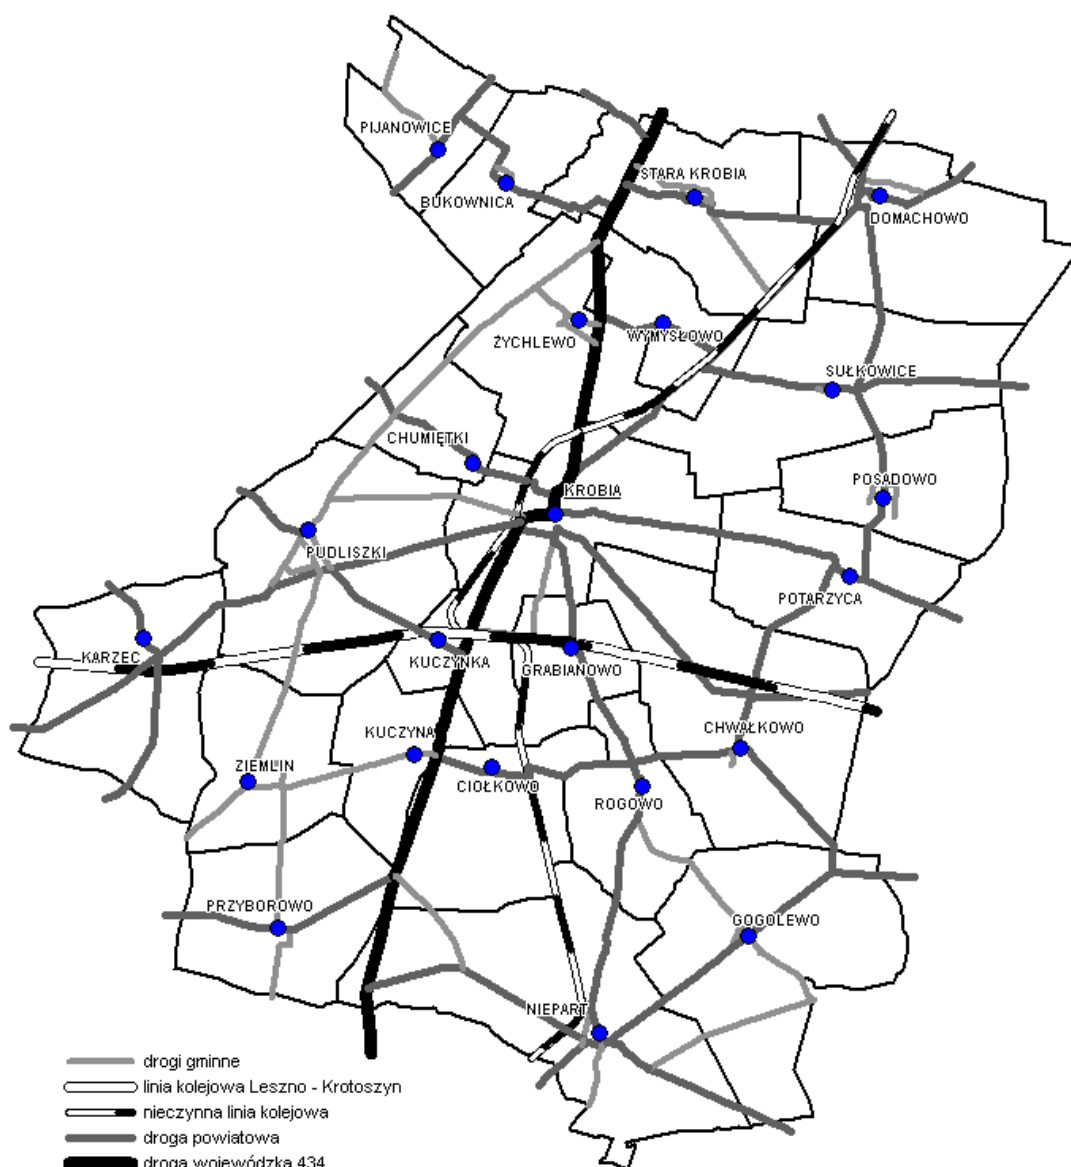 PIJANOWICE
STARA KROBIA
BUKOWNICA
DOMACHOWO
ŻYCHLEWO
WYMYSŁOWO
SUŁKOWICE
CHUMIĘTKI
POSADOWO
KROBIA
PUDLISZKI
POTARZYCA
KARZEC
KUCZYNKA
GRABIANOWO
CHWAŁKOWO
KUCZYNA
ZIEMLIN
CIOŁKOWO
ROGOWO
PRZYBOROWO
GOGOLEWO
NIEPART
drogi gminne
linia kolejowa Leszno - Krotoszyn
nieczynna linia kolejowa
droga powiatowa
droga wojewódzka 434